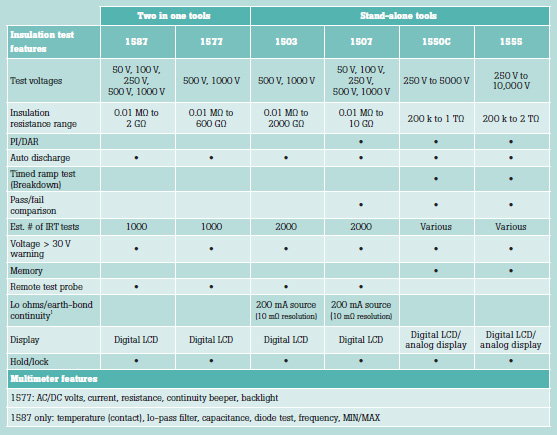 Two in one tools Stand-alone tools
Insulation test
features
1587 1577 1503 1507 1550C 1555
Test voltages
50 V, 100 V,
250 V,
500 V, 1000 V
500 V, 1000 V
500 V, 1000 V
50 V, 100 V,
250 V,
500 V, 1000 V
250 V to 5000 V
250 V to
10,000 V
Insulation
resistance range
0.01 MΩ to
2 GΩ
0.01 MΩ to
600 GΩ
0.01 MΩ to
2000 GΩ
0.01 MΩ to
10 GΩ
200 k to 1 TΩ
200 k to 2 TΩ
PI/DAR • • •
Auto discharge • • • • • •
Timed ramp test
(Breakdown)
• •
Pass/fail
comparison
• • •
Est. # of IRT tests 1000 1000 2000 2000 Various Various
Voltage > 30 V
warning
• • • • • •
Memory • •
Remote test probe • • • •
Lo ohms/earth-bond
continuity¹
200 mA source
(10 mΩ resolution)
200 mA source
(10 mΩ resolution)
Display
Digital LCD
Digital LCD
Digital LCD
Digital LCD
Digital LCD/
analog display
Digital LCD/
analog display
Hold/lock • • • • • •
Multimeter features
1577: AC/DC volts, current, resistance, continuity beeper, backlight
1587 only: temperature (contact), lo-pass filter, capacitance, diode test, frequency, MIN/MAX